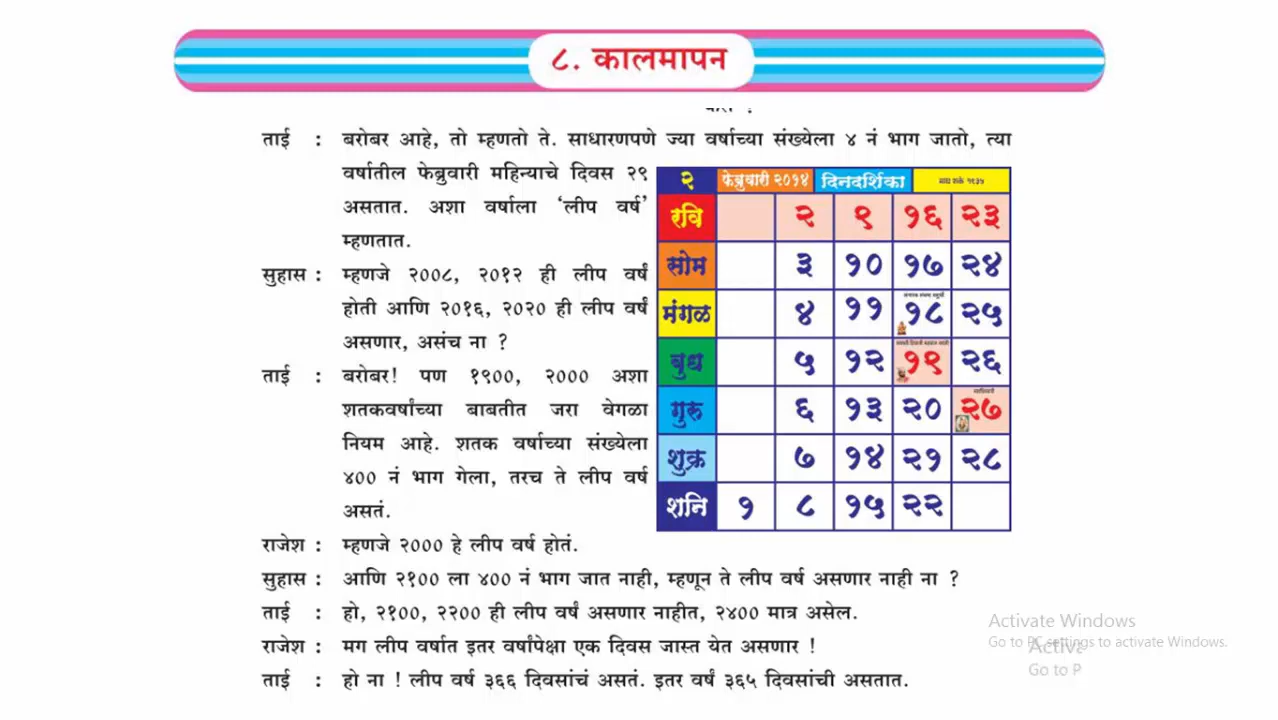 ८. कालमापन
ताई : बरोबर आहे, तो म्हणतो ते. साधारणपणे ज्या वर्षाच्या संख्येला ४ नं भाग जातो, त्या
वर्षातील फेब्रुवारी महिन्याचे दिवस २९
असतात. अशा वर्षाला ‘लीप वर्ष’
म्हणतात.
सुहास : म्हणजे २००८, २०१२ ही लीप वर्षं
होती आणि २०१६, २०२० ही लीप वर्षं
असणार, असंच ना ?
ताई : बरोबर! पण १९००, २००० अशा
शतकवर्षांच्या बाबतीत जरा वेगळा
नियम आहे. शतक वर्षाच्या संख्येला
४०० नं भाग गेला, तरच ते लीप वर्ष
असतं.
२ फेब्रुवारी २०१४ दिनदर्शिका माघ शके १९३५
रवि २ ९ १६ २३
सोम ३ १० १७ २४
मंगळ ४ ११ १८ २५
बुध ५ १२ १९ २६
गुरू ६ १३ २० २७
शुक्र ७ १४ २१ २८
शनि १ ८ १५ २२
राजेश : म्हणजे २००० हे लीप वर्ष होतं.
सुहास : आणि २१०० ला ४०० नं भाग जात नाही, म्हणून ते लीप वर्ष असणार नाही ना ?
ताई : हो, २१००, २२०० ही लीप वर्षं असणार नाहीत, २४०० मात्र असेल.
राजेश : मग लीप वर्षात इतर वर्षांपेक्षा एक दिवस जास्त येत असणार !
ताई : हो ना ! लीप वर्ष ३६६ दिवसांचं असतं. इतर वर्षं ३६५ दिवसांची असतात.
Activate Windows
Go to PC settings to activate Windows.
Activa
Go to P